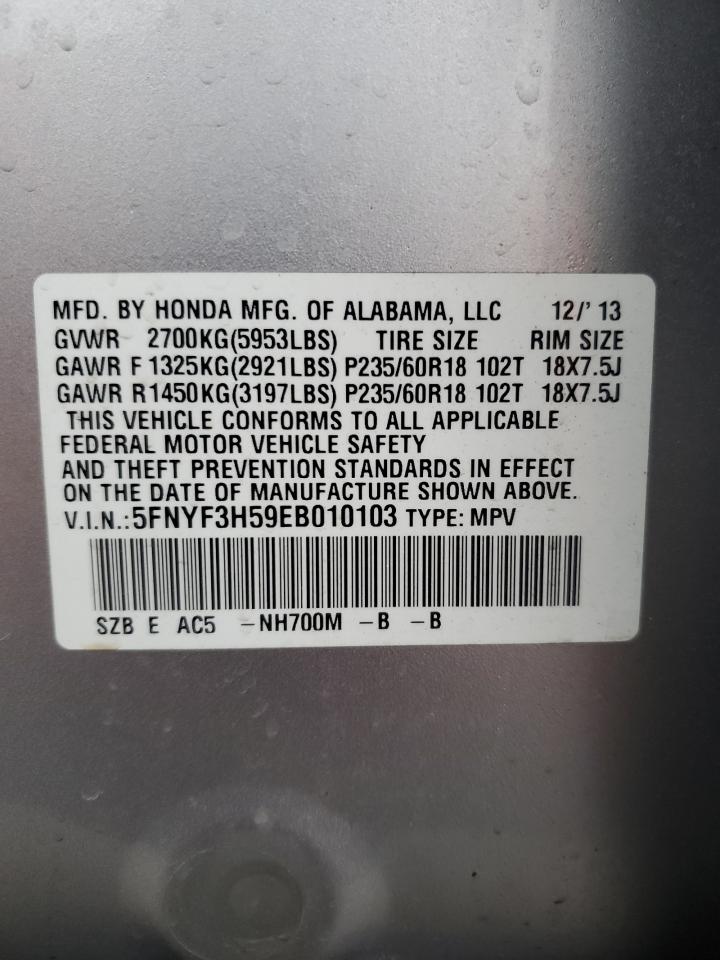 MFD. BY HONDA MFG. OF ALABAMA, LLC 12/' 13
GVWR 2700KG(5953LBS) TIRE SIZE RIM SIZE
GAWR F 1325KG(2921LBS) P235/60R18 102T 18X7.5J
GAWR R1450KG(3197LBS) P235/60R18 102T 18X7.5J
THIS VEHICLE CONFORMS TO ALL APPLICABLE
FEDERAL MOTOR VEHICLE SAFETY
AND THEFT PREVENTION STANDARDS IN EFFECT
ON THE DATE OF MANUFACTURE SHOWN ABOVE.
V.I.N.:5FNYF3H59EB010103 TYPE: MPV
SZB E AC5 -NH700M -B -B